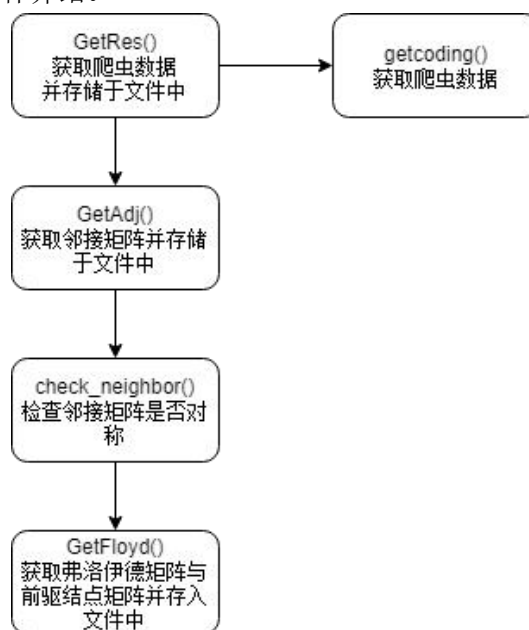 GetRes()
获取爬虫数据
并存储于文件中
getcoding()
获取爬虫数据
GetAdj()
获取邻接矩阵并存储
于文件中
check_neighbor()
检查邻接矩阵是否对
称
GetFloyd()
获取弗洛伊德矩阵与
前驱结点矩阵并存入
文件中